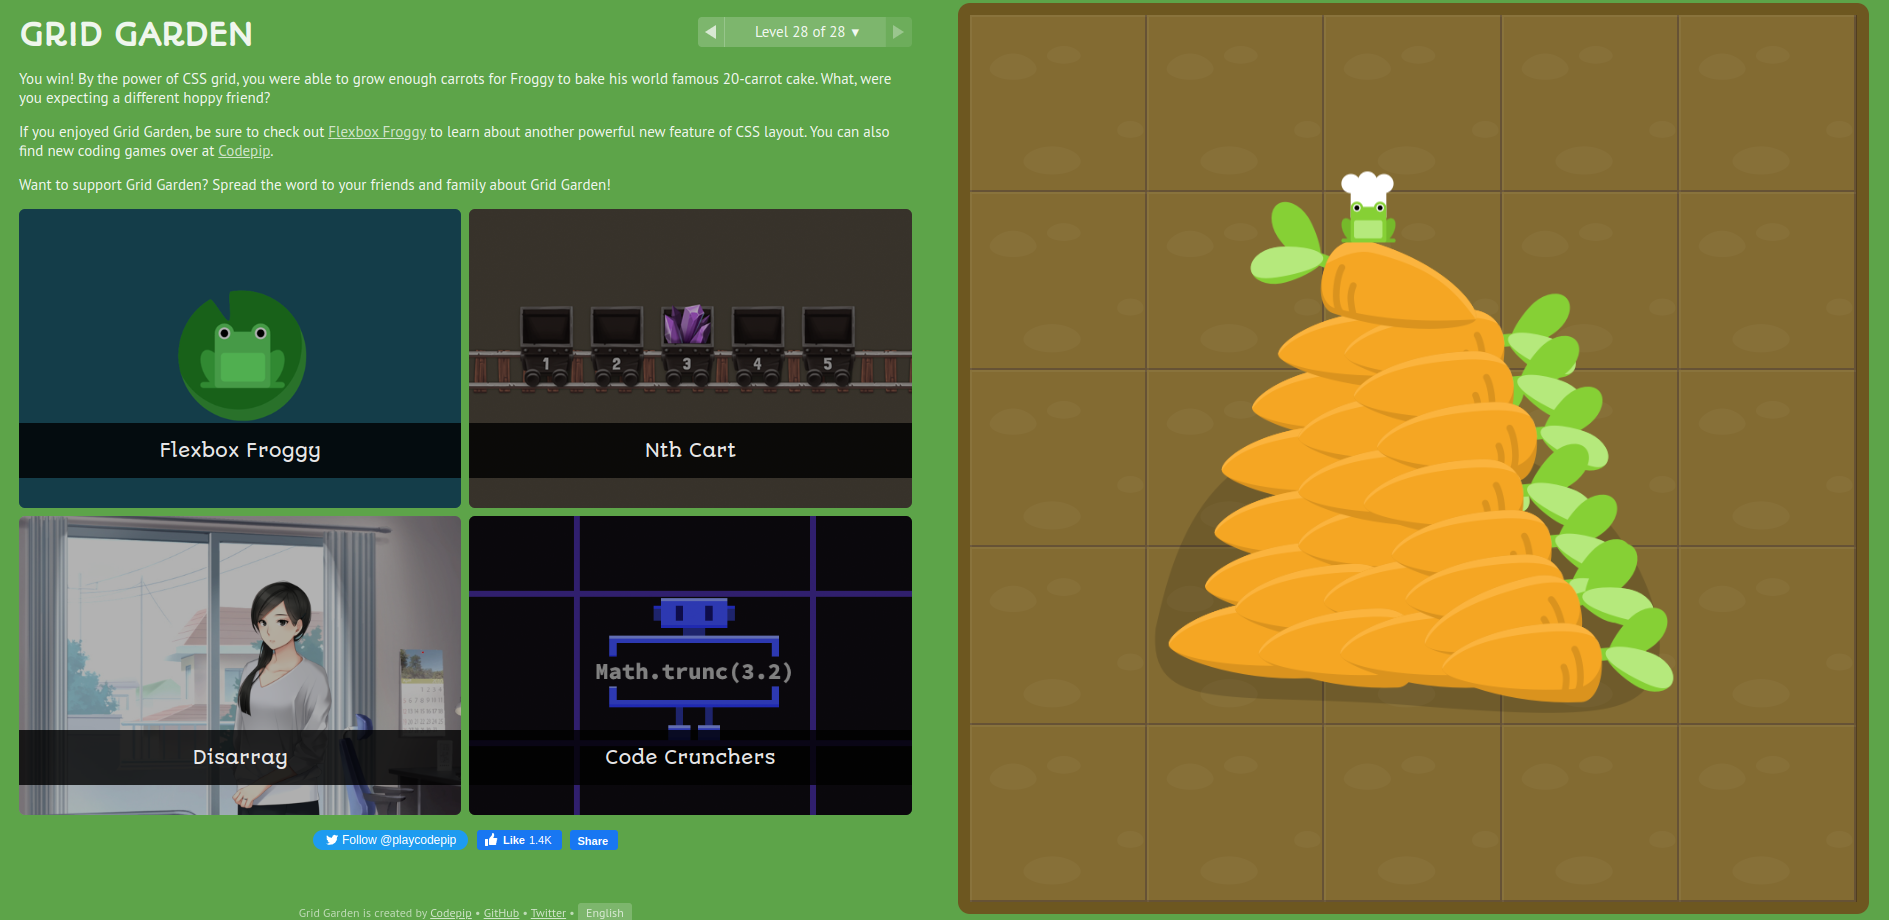 GRID GARDEN
Level 28 of 28 ▼
You win! By the power of CSS grid, you were able to grow enough carrots for Froggy to bake his world famous 20-carrot cake. What, were
you expecting a different hoppy friend?
If you enjoyed Grid Garden, be sure to check out Flexbox Froggy to learn about another powerful new feature of CSS layout. You can also
find new coding games over at Codepip.
Want to support Grid Garden? Spread the word to your friends and family about Grid Garden!
1 2 3 4 5
Flexbox Froggy
Nth Cart
Math.trunc(3.2)
Disarray
Code Crunchers
Follow @playcodepip
Like 1.4K
Share
Grid Garden is created by Codepip • GitHub • Twitter • English